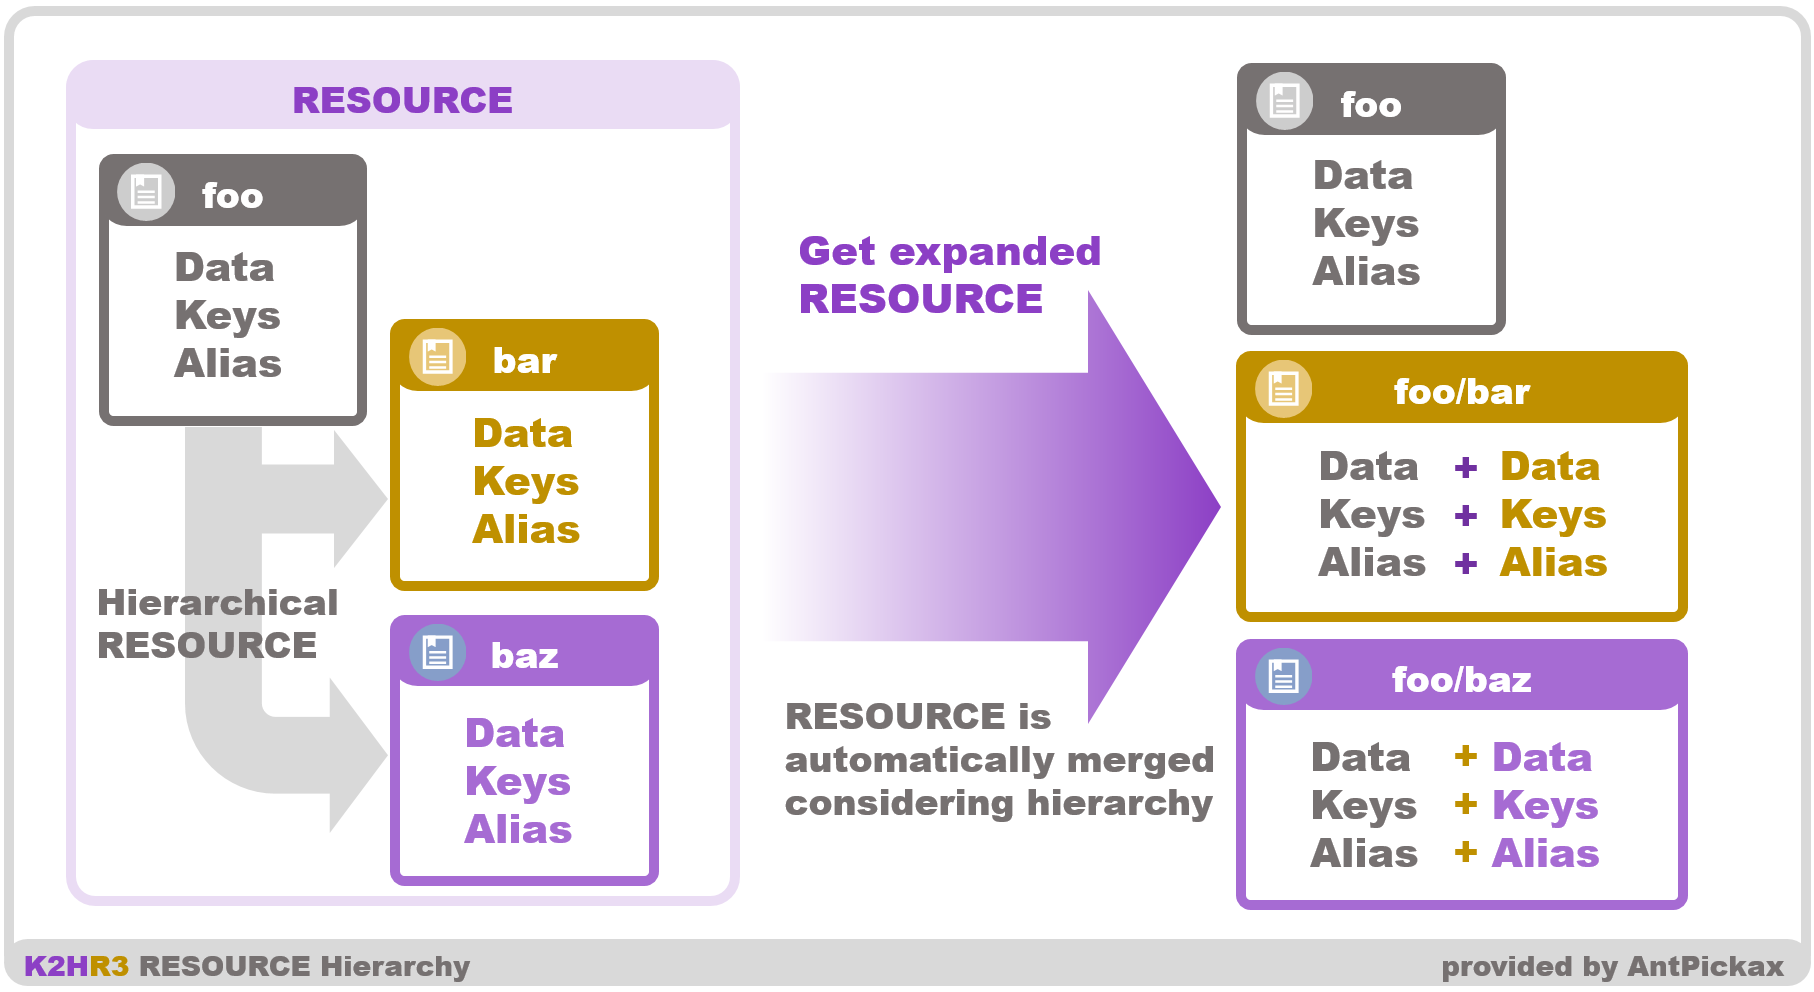 RESOURCE
foo
Data
Keys
Alias
bar
Data
Keys
Alias
Hierarchical
RESOURCE
baz
Data
Keys
Alias
Get expanded
RESOURCE
RESOURCE is
automatically merged
considering hierarchy
foo
Data
Keys
Alias
foo/bar
Data + Data
Keys + Keys
Alias + Alias
foo/baz
Data + Data
Keys + Keys
Alias + Alias
K2HR3 RESOURCE Hierarchy
provided by AntPickax